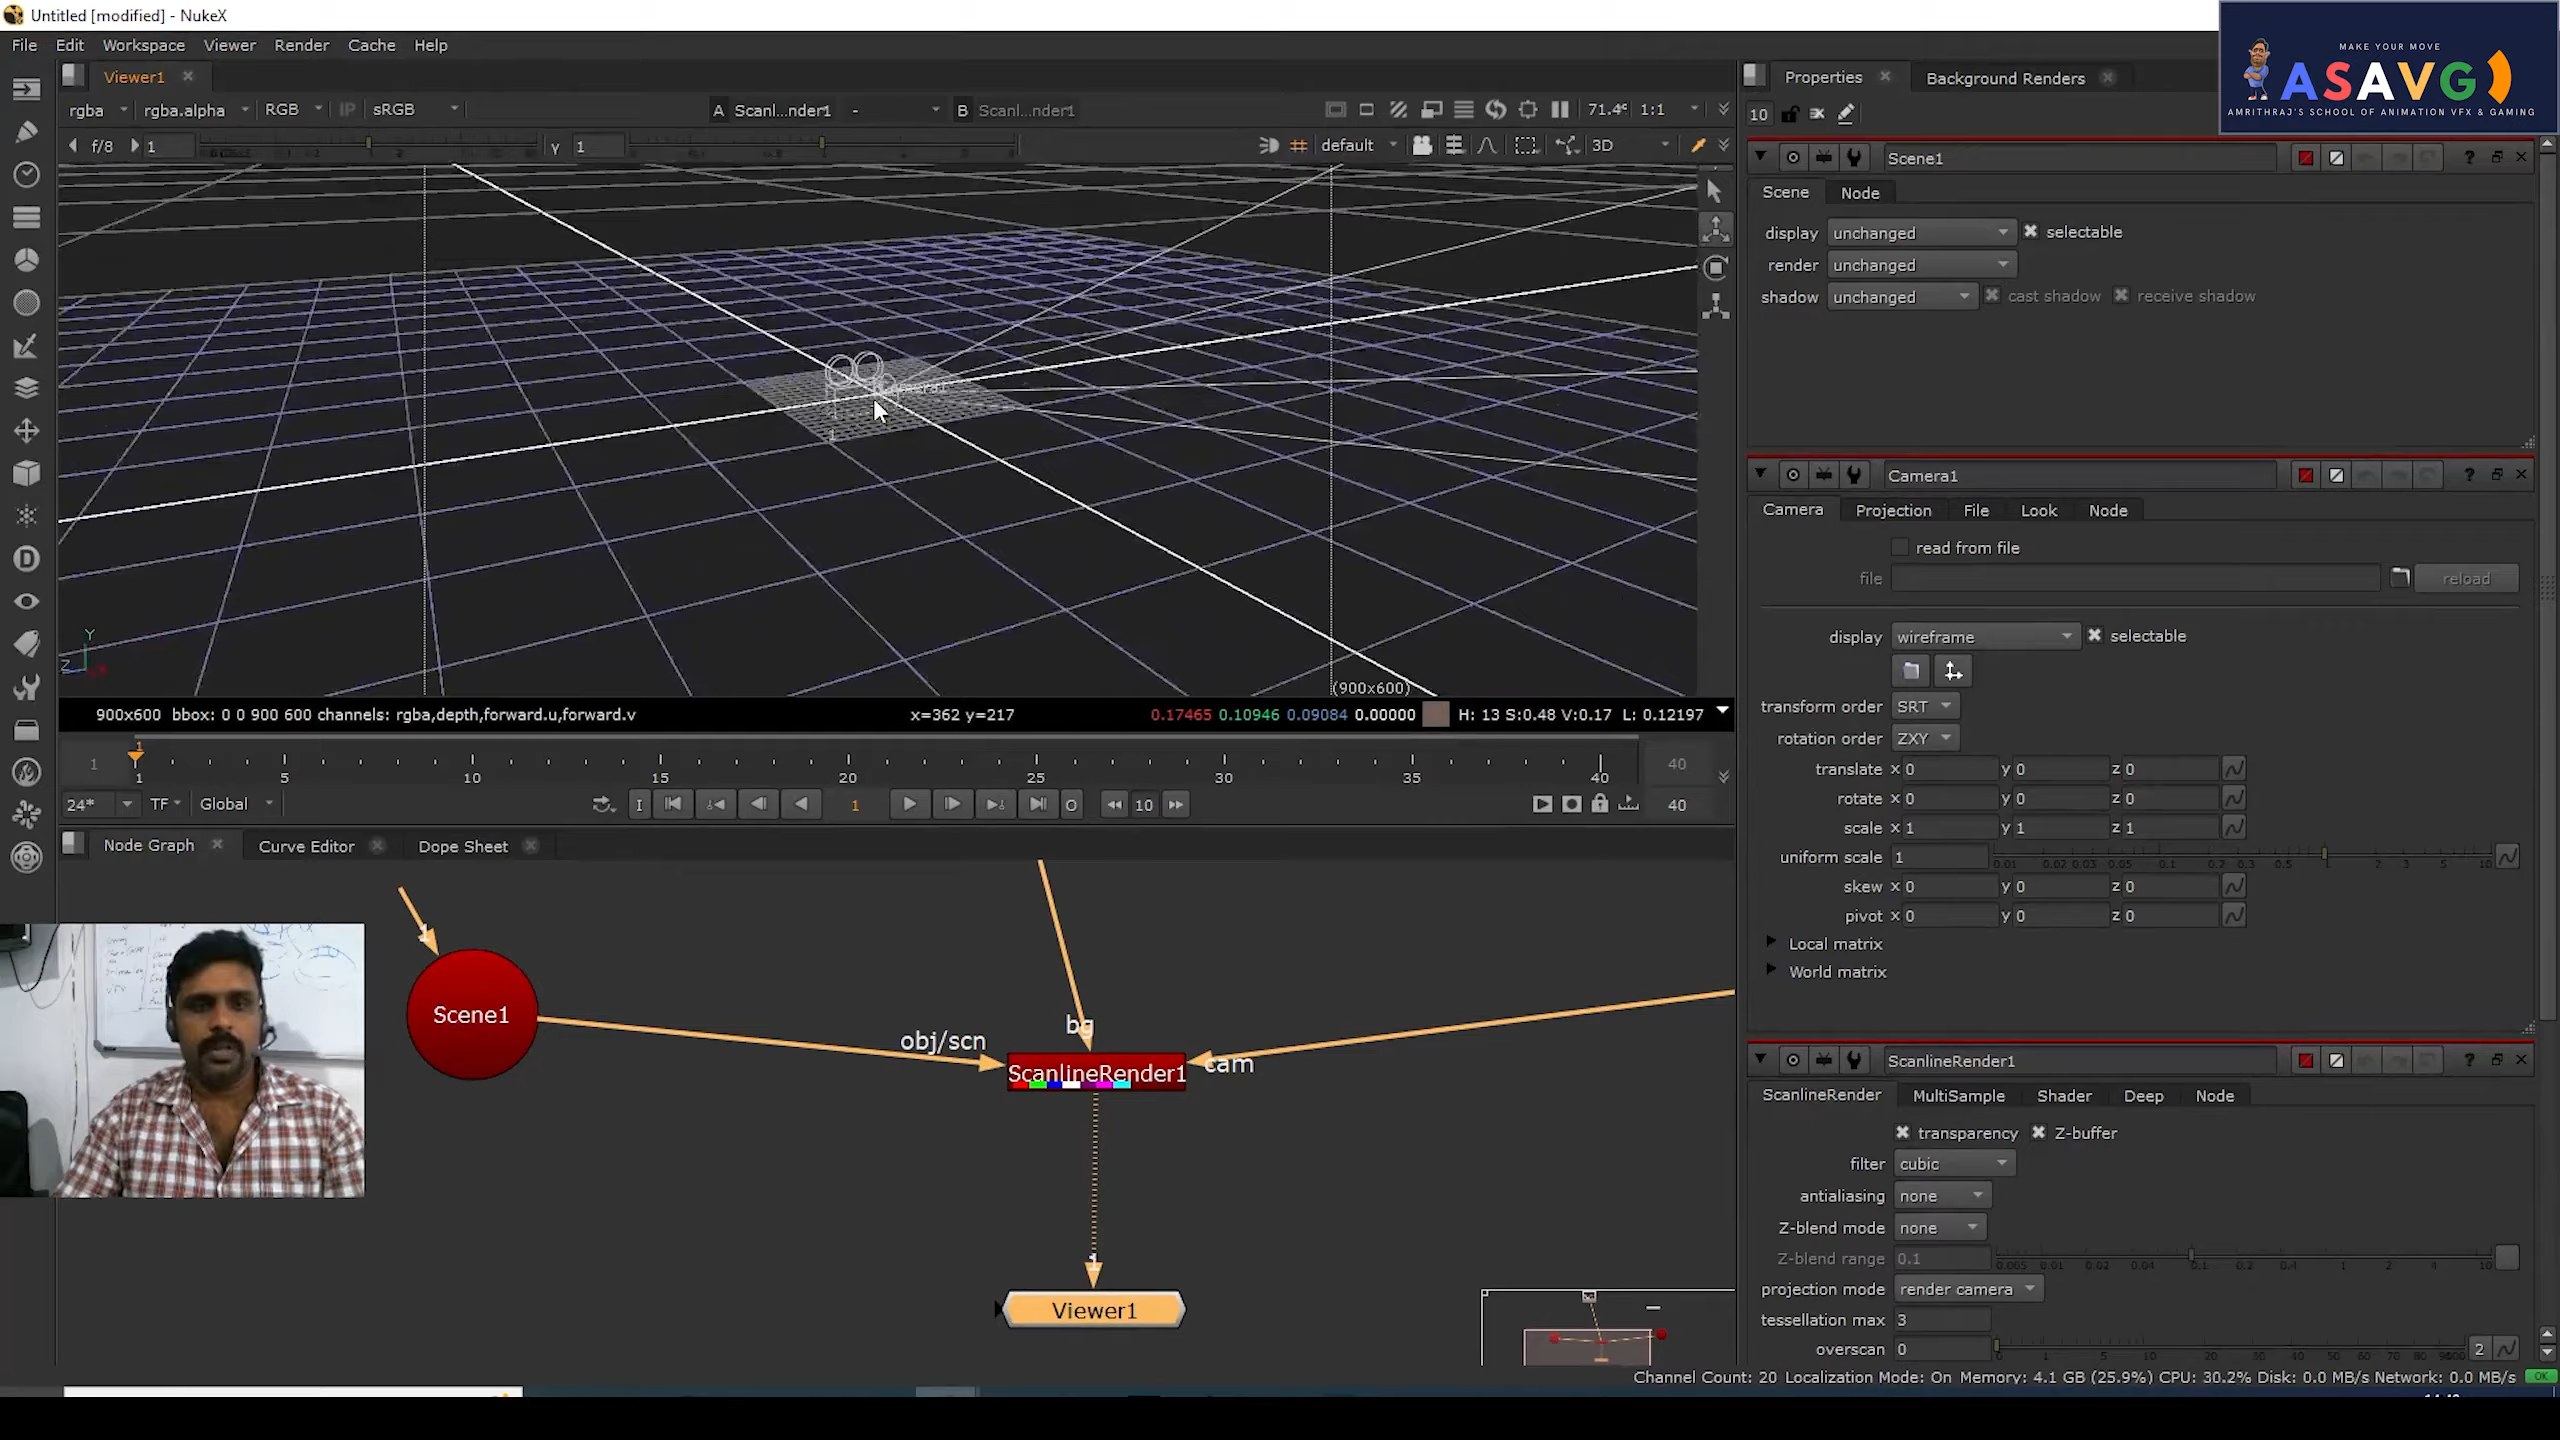 Untitled [modified] - NukeX
File Edit Workspace Viewer Render Cache Help
MAKE YOUR MOVE
ASAVG
AMRITHRAJ'S SCHOOL OF ANIMATION VFX & GAMING
Viewer1
rgba rgba.alpha RGB IP sRGB A Scanl...nder1 - B Scanl...nder1 71.4 1:1
f/8 1 γ 1 default 3D
Y
Z
(900x600)
900x600 bbox: 0 0 900 600 channels: rgba,depth,forward.u,forward.v x=362 y=217 0.17465 0.10946 0.09084 0.00000 H: 13 S:0.48 V:0.17 L: 0.12197
1
1 1 5 10 15 20 25 30 35 40 40
24* TF Global I 1 O 10 40
Node Graph Curve Editor Dope Sheet
1
Scene1
obj/scn
bg
cam
ScanlineRender1
1
Viewer1
Properties Background Renders
10
Scene1
Scene Node
display unchanged selectable
render unchanged
shadow unchanged cast shadow receive shadow
Camera1
Camera Projection File Look Node
read from file
file reload
display wireframe selectable
transform order SRT
rotation order ZXY
translate x 0 y 0 z 0
rotate x 0 y 0 z 0
scale x 1 y 1 z 1
uniform scale 1
skew x 0 y 0 z 0
pivot x 0 y 0 z 0
Local matrix
World matrix
ScanlineRender1
ScanlineRender MultiSample Shader Deep Node
transparency Z-buffer
filter cubic
antialiasing none
Z-blend mode none
Z-blend range 0.1
projection mode render camera
tessellation max 3
overscan 0 2
Channel Count: 20 Localization Mode: On Memory: 4.1 GB (25.9%) CPU: 30.2% Disk: 0.0 MB/s Network: 0.0 MB/s OK